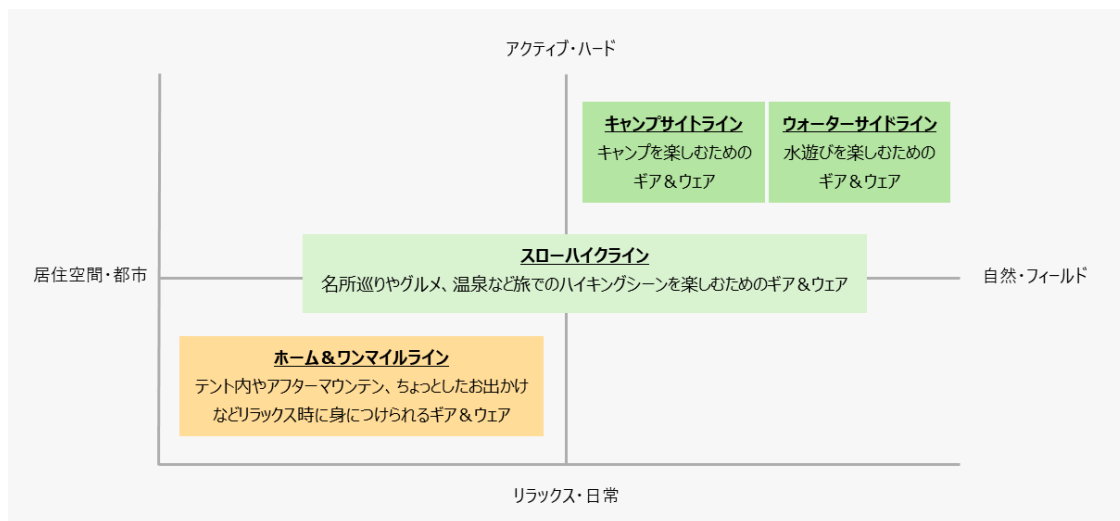 アクティブ・ハード
キャンプサイトライン
キャンプを楽しむための
ギア＆ウェア
ウォーターサイドライン
水遊びを楽しむための
ギア＆ウェア
居住空間・都市
スローハイクライン
名所巡りやグルメ、温泉など旅でのハイキングシーンを楽しむためのギア＆ウェア
自然・フィールド
ホーム＆ワンマイルライン
テント内やアフターマウンテン、ちょっとしたお出かけ
などリラックス時に身につけられるギア＆ウェア
リラックス・日常